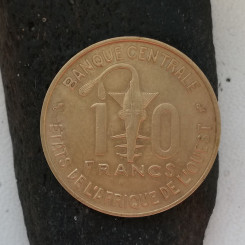 BANQUE CENTRALE
10
FRANCS
ETATS DE L'AFRIQUE DE L'OUEST